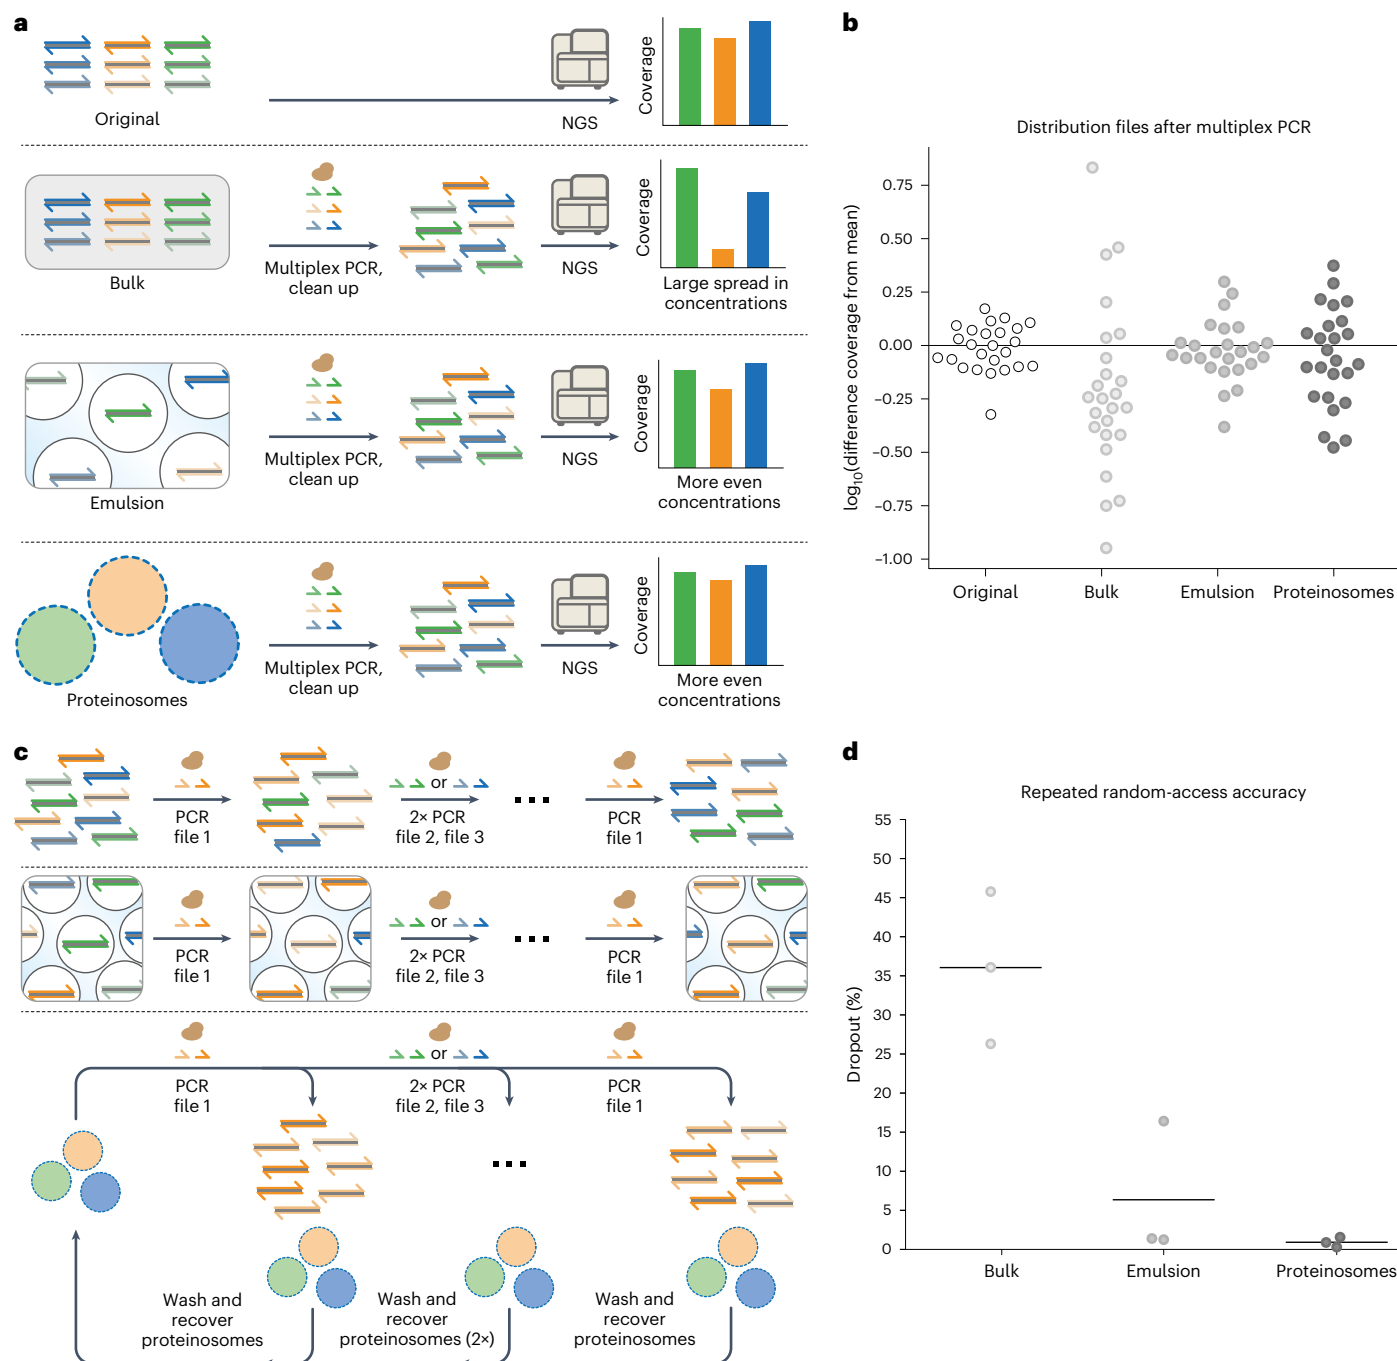 a
Original
NGS
Coverage
Bulk
Multiplex PCR,
clean up
NGS
Coverage
Large spread in
concentrations
Emulsion
Multiplex PCR,
clean up
NGS
Coverage
More even
concentrations
Proteinosomes
Multiplex PCR,
clean up
NGS
Coverage
More even
concentrations
b
Distribution files after multiplex PCR
log10(difference coverage from mean)
0.75
0.50
0.25
0.00
−0.25
−0.50
−0.75
−1.00
Original
Bulk
Emulsion
Proteinosomes
c
PCR
file 1
or
2× PCR
file 2, file 3
PCR
file 1
PCR
file 1
or
2× PCR
file 2, file 3
PCR
file 1
PCR
file 1
or
2× PCR
file 2, file 3
PCR
file 1
Wash and
recover
proteinosomes
Wash and
recover
proteinosomes (2×)
Wash and
recover
proteinosomes
d
Repeated random-access accuracy
Dropout (%)
55
50
45
40
35
30
25
20
15
10
5
0
Bulk
Emulsion
Proteinosomes